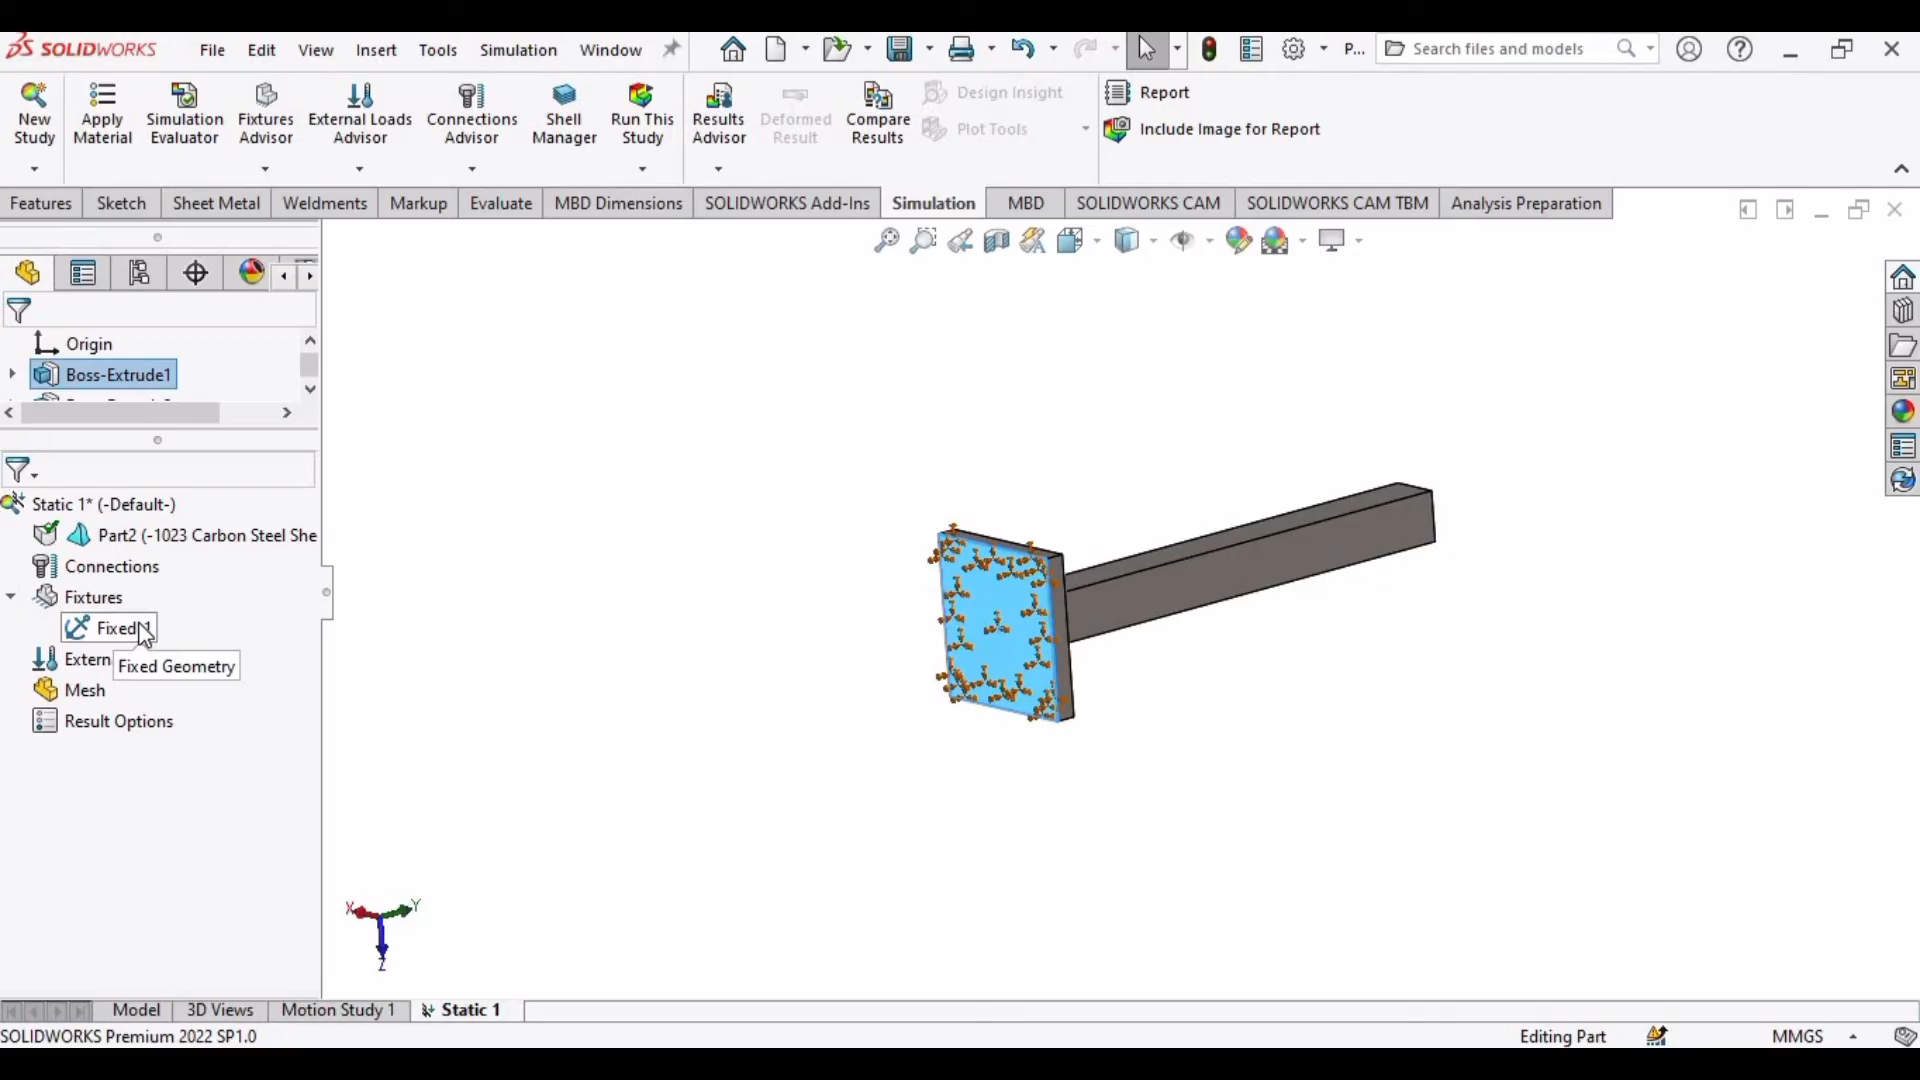 SOLIDWORKS
File Edit View Insert Tools Simulation Window
P...
Search files and models
New Study
Apply Material
Simulation Evaluator
Fixtures Advisor
External Loads Advisor
Connections Advisor
Shell Manager
Run This Study
Results Advisor
Deformed Result
Compare Results
Design Insight
Plot Tools
Report
Include Image for Report
Features Sketch Sheet Metal Weldments Markup Evaluate MBD Dimensions SOLIDWORKS Add-Ins Simulation MBD SOLIDWORKS CAM SOLIDWORKS CAM TBM Analysis Preparation
Origin
Boss-Extrude1
Static 1* (-Default-)
Part2 (-1023 Carbon Steel She
Connections
Fixtures
Fixed
Extern
Fixed Geometry
Mesh
Result Options
X Y
Z
Model 3D Views Motion Study 1 Static 1
SOLIDWORKS Premium 2022 SP1.0
Editing Part
MMGS